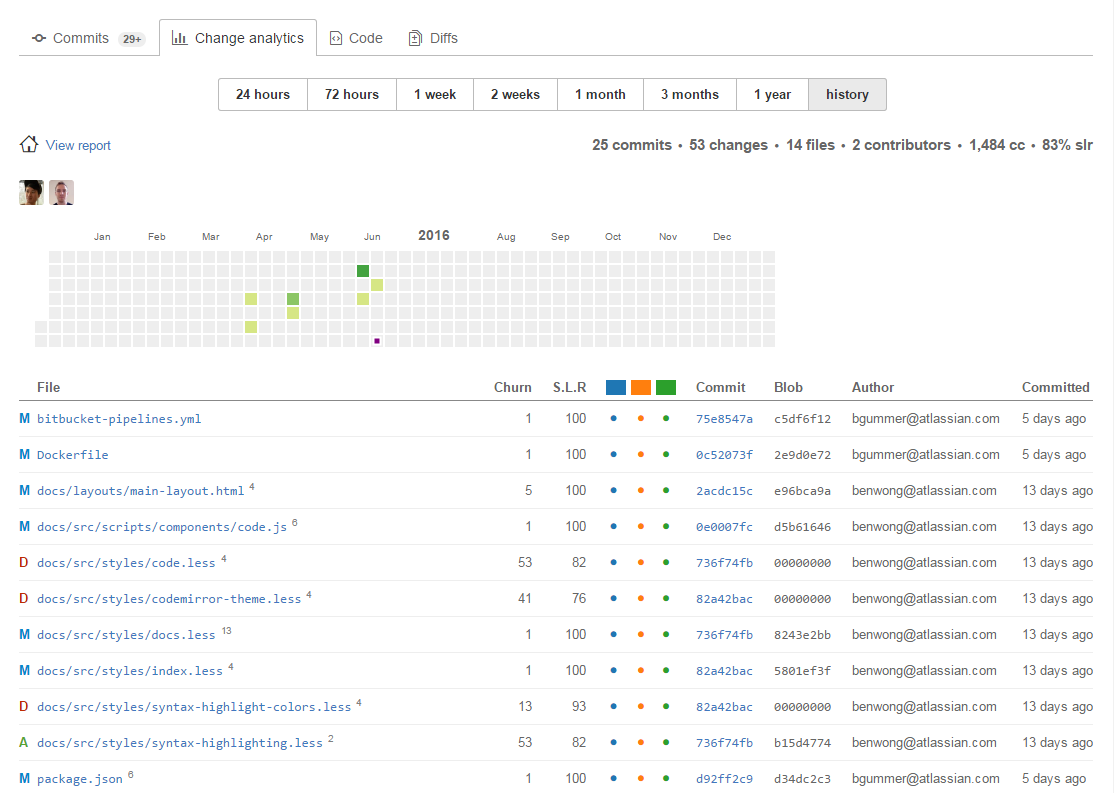 Commits 29+ Change analytics Code Diffs
24 hours 72 hours 1 week 2 weeks 1 month 3 months 1 year history
View report 25 commits • 53 changes • 14 files • 2 contributors • 1,484 cc • 83% slr
Jan Feb Mar Apr May Jun 2016 Aug Sep Oct Nov Dec
File Churn S.L.R Commit Blob Author Committed
M bitbucket-pipelines.yml 1 100 75e8547a c5df6f12 bgummer@atlassian.com 5 days ago
M Dockerfile 1 100 0c52073f 2e9d0e72 bgummer@atlassian.com 5 days ago
M docs/layouts/main-layout.html 4 5 100 2acdc15c e96bca9a benwong@atlassian.com 13 days ago
M docs/src/scripts/components/code.js 6 1 100 0e0007fc d5b61646 benwong@atlassian.com 13 days ago
D docs/src/styles/code.less 4 53 82 736f74fb 00000000 benwong@atlassian.com 13 days ago
D docs/src/styles/codemirror-theme.less 4 41 76 82a42bac 00000000 benwong@atlassian.com 13 days ago
M docs/src/styles/docs.less 13 1 100 736f74fb 8243e2bb benwong@atlassian.com 13 days ago
M docs/src/styles/index.less 4 1 100 82a42bac 5801ef3f benwong@atlassian.com 13 days ago
D docs/src/styles/syntax-highlight-colors.less 4 13 93 82a42bac 00000000 benwong@atlassian.com 13 days ago
A docs/src/styles/syntax-highlighting.less 2 53 82 736f74fb b15d4774 benwong@atlassian.com 13 days ago
M package.json 6 1 100 d92ff2c9 d34dc2c3 bgummer@atlassian.com 5 days ago